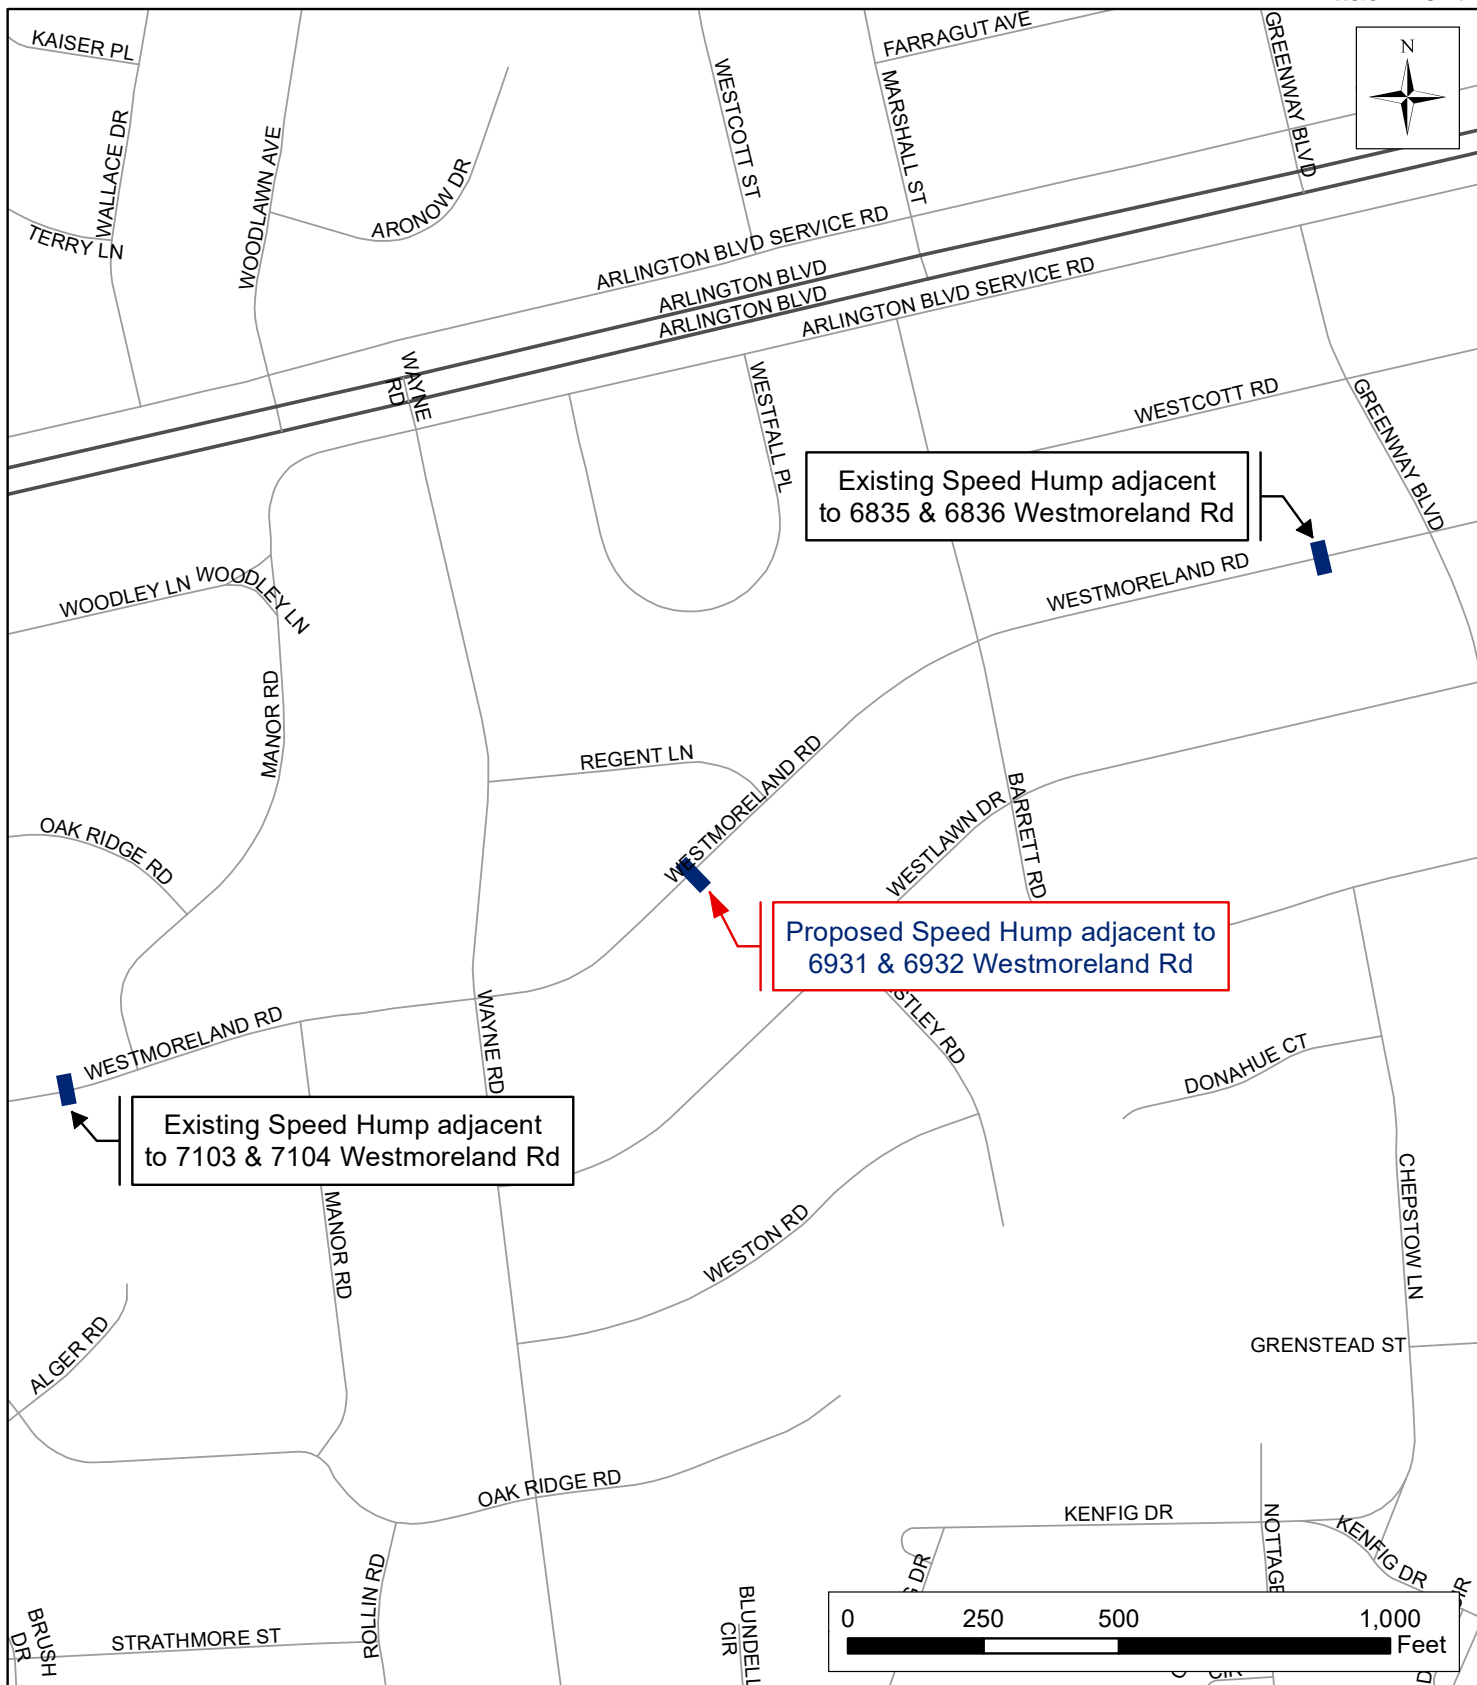 KAISER PL
FARRAGUT AVE
GREENWAY BLVD
N
WALLACE DR
WOODLAWN AVE
ARONOW DR
WESTCOTT ST
MARSHALL ST
TERRY LN
ARLINGTON BLVD SERVICE RD
ARLINGTON BLVD
ARLINGTON BLVD
ARLINGTON BLVD SERVICE RD
WAYNE
RD
WESTFALL PL
WESTCOTT RD
GREENWAY BLVD
Existing Speed Hump adjacent
to 6835 & 6836 Westmoreland Rd
WOODLEY LN
WOODLEY LN
WESTMORELAND RD
MANOR RD
REGENT LN
WESTMORELAND RD
OAK RIDGE RD
WESTLAWN DR
BARRETT RD
Proposed Speed Hump adjacent to
6931 & 6932 Westmoreland Rd
STLEY RD
WESTMORELAND RD
WAYNE RD
DONAHUE CT
Existing Speed Hump adjacent
to 7103 & 7104 Westmoreland Rd
MANOR RD
WESTON RD
CHEPSTOW LN
ALGER RD
GRENSTEAD ST
OAK RIDGE RD
KENFIG DR
NOTTAGE
KENFIG DR
G DR
ROLLIN RD
BRUSH
DR
STRATHMORE ST
BLUNDELL
CIR
0 250 500 1,000
Feet
CIR